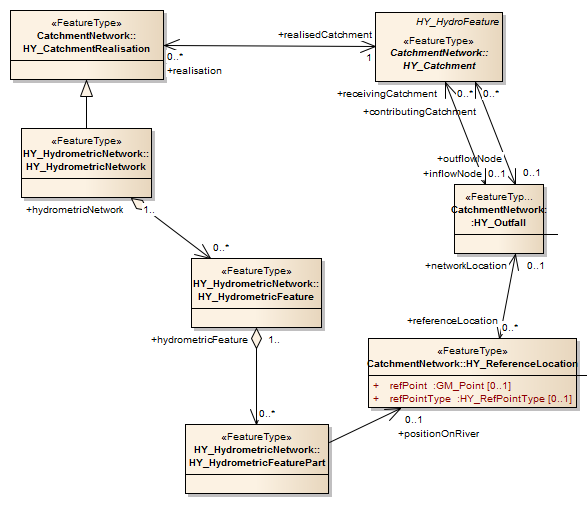 «FeatureType»
CatchmentNetwork::
HY_CatchmentRealisation
+realisedCatchment
0..*
+realisation
1
HY_HydroFeature
«FeatureType»
CatchmentNetwork::
HY_Catchment
+receivingCatchment
0..*
0..*
+contributingCatchment
«FeatureType»
HY_HydrometricNetwork::
HY_HydrometricNetwork
+outflowNode
+inflowNode
0..1
0..1
+hydrometricNetwork
1..
«FeatureTyp...
CatchmentNetwork:
:HY_Outfall
0..*
«FeatureType»
HY_HydrometricNetwork::
HY_HydrometricFeature
+networkLocation
0..1
+referenceLocation
0..*
+hydrometricFeature
1..
«FeatureType»
CatchmentNetwork::HY_ReferenceLocation
+ refPoint :GM_Point [0..1]
+ refPointType :HY_RefPointType [0..1]
0..*
0..1
+positionOnRiver
«FeatureType»
HY_HydrometricNetwork::
HY_HydrometricFeaturePart